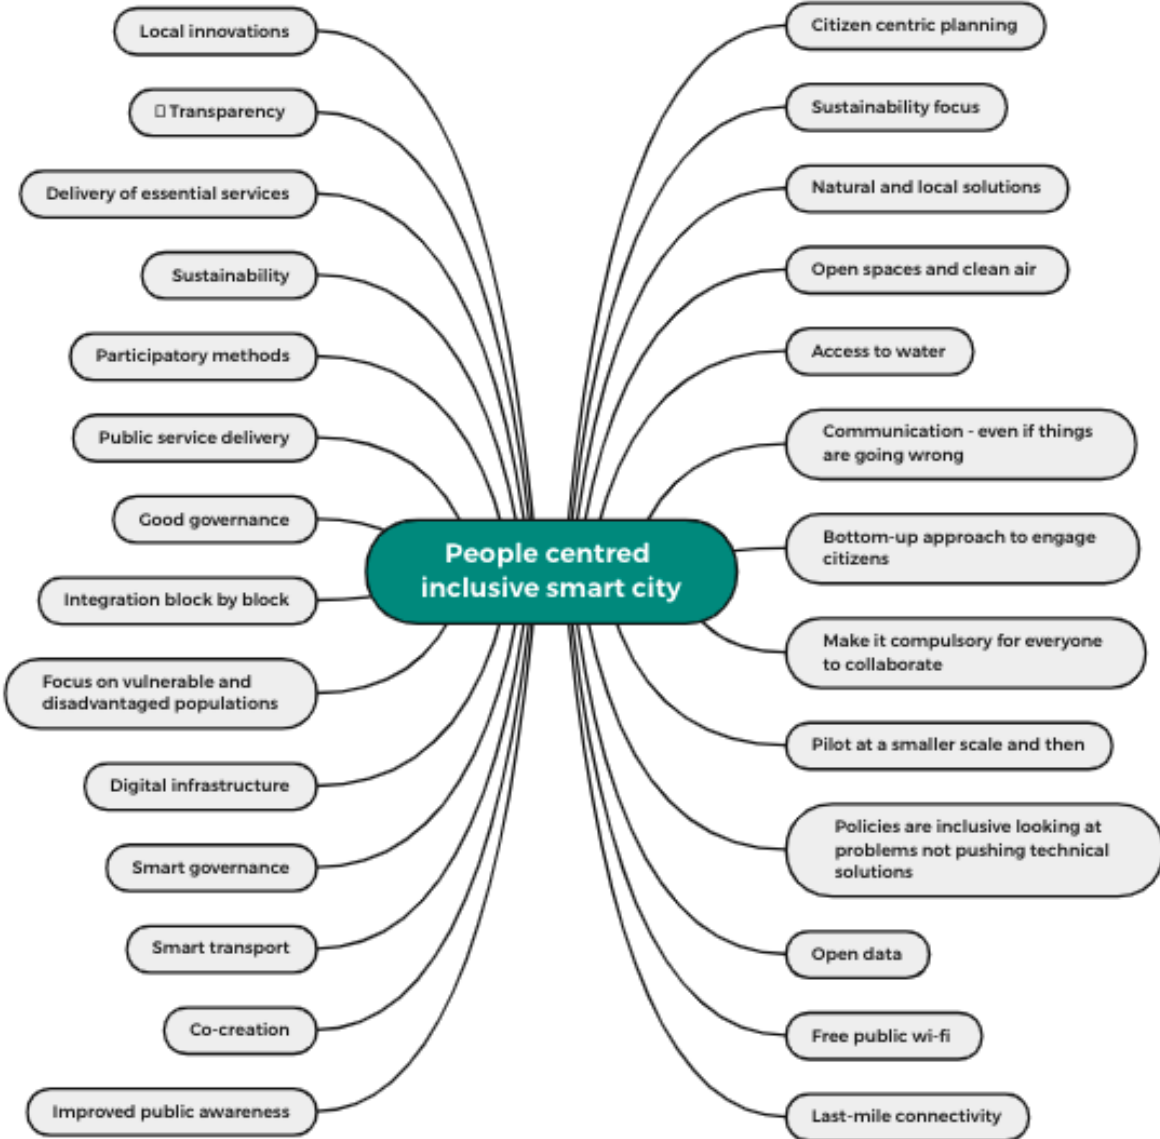 Local innovations
Transparency
Delivery of essential services
Sustainability
Participatory methods
Public service delivery
Good governance
Integration block by block
Focus on vulnerable and
disadvantaged populations
Digital infrastructure
Smart governance
Smart transport
Co-creation
Improved public awareness
People centred
inclusive smart city
Citizen centric planning
Sustainability focus
Natural and local solutions
Open spaces and clean air
Access to water
Communication - even if things
are going wrong
Bottom-up approach to engage
citizens
Make it compulsory for everyone
to collaborate
Pilot at a smaller scale and then
Policies are inclusive looking at
problems not pushing technical
solutions
Open data
Free public wi-fi
Last-mile connectivity